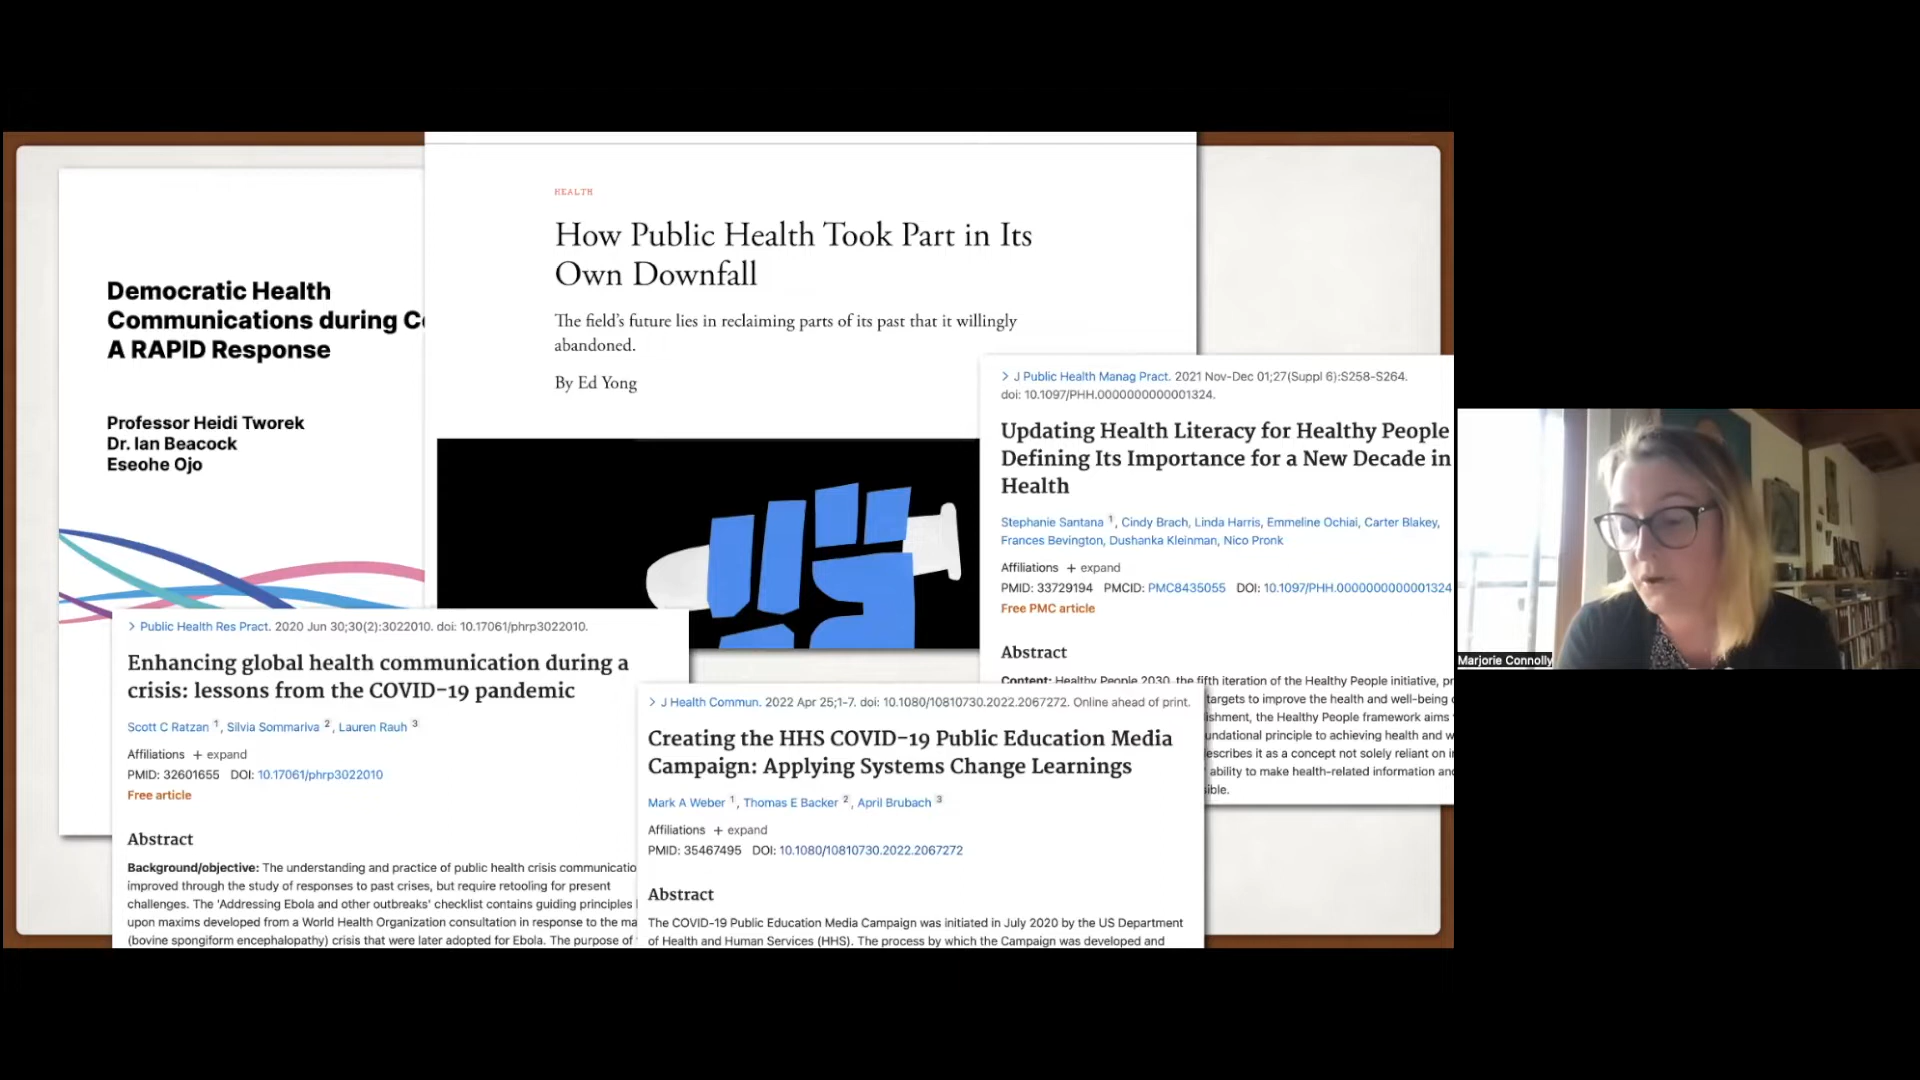 Democratic Health
Communications during C
A RAPID Response
Professor Heidi Tworek
Dr. Ian Beacock
Eseohe Ojo
HEALTH
How Public Health Took Part in Its
Own Downfall
The field’s future lies in reclaiming parts of its past that it willingly
abandoned.
By Ed Yong
> J Public Health Manag Pract. 2021 Nov-Dec 01;27(Suppl 6):S258-S264.
doi: 10.1097/PHH.0000000000001324.
Updating Health Literacy for Healthy People
Defining Its Importance for a New Decade in
Health
Stephanie Santana 1, Cindy Brach, Linda Harris, Emmeline Ochiai, Carter Blakey,
Frances Bevington, Dushanka Kleinman, Nico Pronk
Affiliations + expand
PMID: 33729194 PMCID: PMC8435055 DOI: 10.1097/PHH.0000000000001324
Free PMC article
Abstract
Content: Healthy People 2030, the fifth iteration of the Healthy People initiative, pr
targets to improve the health and well-being
lishment, the Healthy People framework aims
undational principle to achieving health and w
escribes it as a concept not solely reliant on i
ability to make health-related information and
ible.
> Public Health Res Pract. 2020 Jun 30;30(2):3022010. doi: 10.17061/phrp3022010.
Enhancing global health communication during a
crisis: lessons from the COVID-19 pandemic
Scott C Ratzan 1, Silvia Sommariva 2, Lauren Rauh 3
Affiliations + expand
PMID: 32601655 DOI: 10.17061/phrp3022010
Free article
Abstract
Background/objective: The understanding and practice of public health crisis communicatio
improved through the study of responses to past crises, but require retooling for present
challenges. The 'Addressing Ebola and other outbreaks' checklist contains guiding principles
upon maxims developed from a World Health Organization consultation in response to the ma
(bovine spongiform encephalopathy) crisis that were later adopted for Ebola. The purpose of
> J Health Commun. 2022 Apr 25;1-7. doi: 10.1080/10810730.2022.2067272. Online ahead of print.
Creating the HHS COVID-19 Public Education Media
Campaign: Applying Systems Change Learnings
Mark A Weber 1, Thomas E Backer 2, April Brubach 3
Affiliations + expand
PMID: 35467495 DOI: 10.1080/10810730.2022.2067272
Abstract
The COVID-19 Public Education Media Campaign was initiated in July 2020 by the US Department
of Health and Human Services (HHS). The process by which the Campaign was developed and
Marjorie Connolly